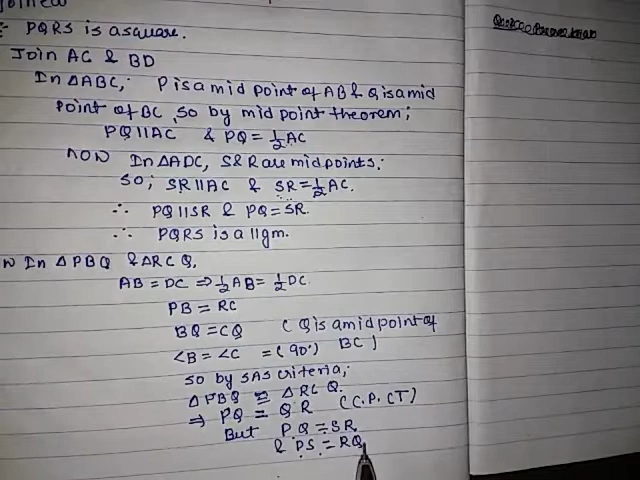 PQRS is a square.
Join AC & BD
In ΔABC, P is a mid point of AB & Q is a mid
point of BC, so by mid point theorem;
PQ || AC & PQ = 1/2 AC
NOW In ΔADC, S & R are midpoints.
So; SR || AC & SR = 1/2 AC.
∴ PQ || SR & PQ = SR.
∴ PQRS is a ||gm.
In ΔPBQ & ΔRCQ,
AB = DC ⇒ 1/2 AB = 1/2 DC.
PB = RC
BQ = CQ (Q is a mid point of BC)
∠B = ∠C = (90°)
so by SAS criteria;
ΔPBQ ≅ ΔRCQ.
⇒ PQ = QR (C.P.CT)
But PQ = SR
& PS = RQ